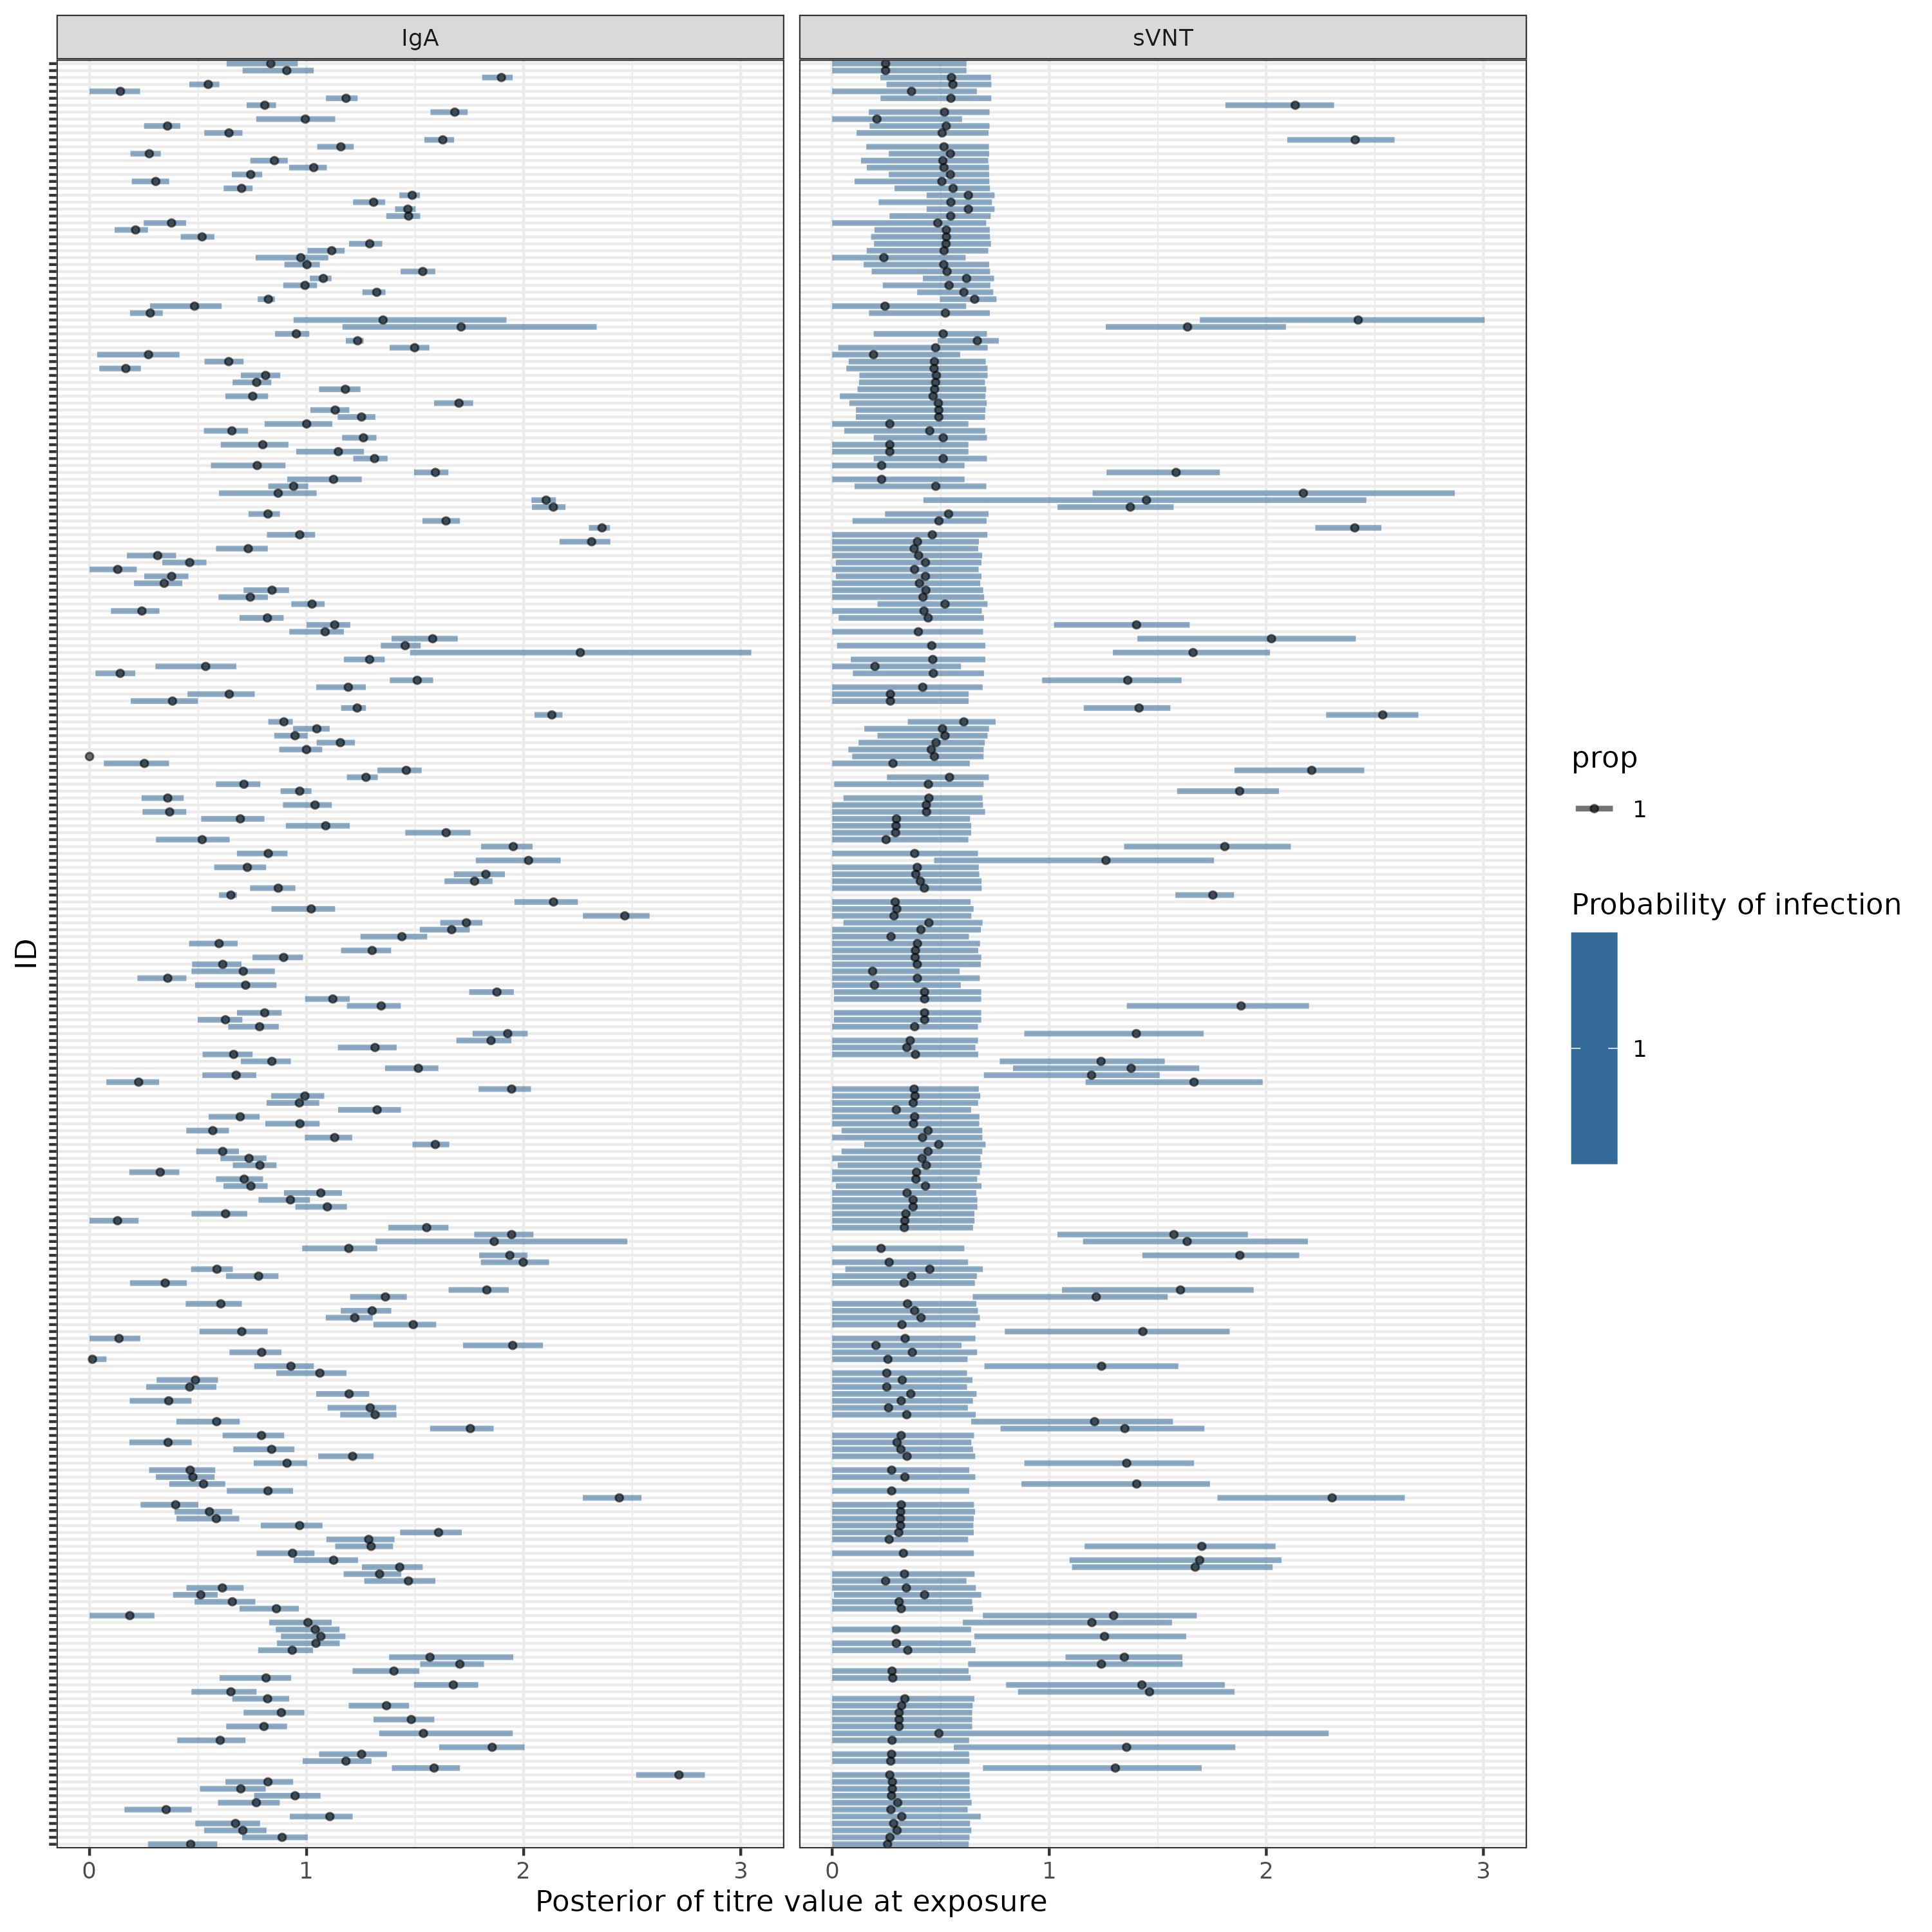 IgA
sVNT
ID
0 1 2 3
0 1 2 3
Posterior of titre value at exposure
prop
1
Probability of infection
1